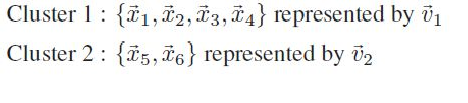 Cluster 1 : {x⃗1, x⃗2, x⃗3, x⃗4} represented by v⃗1
Cluster 2 : {x⃗5, x⃗6} represented by v⃗2